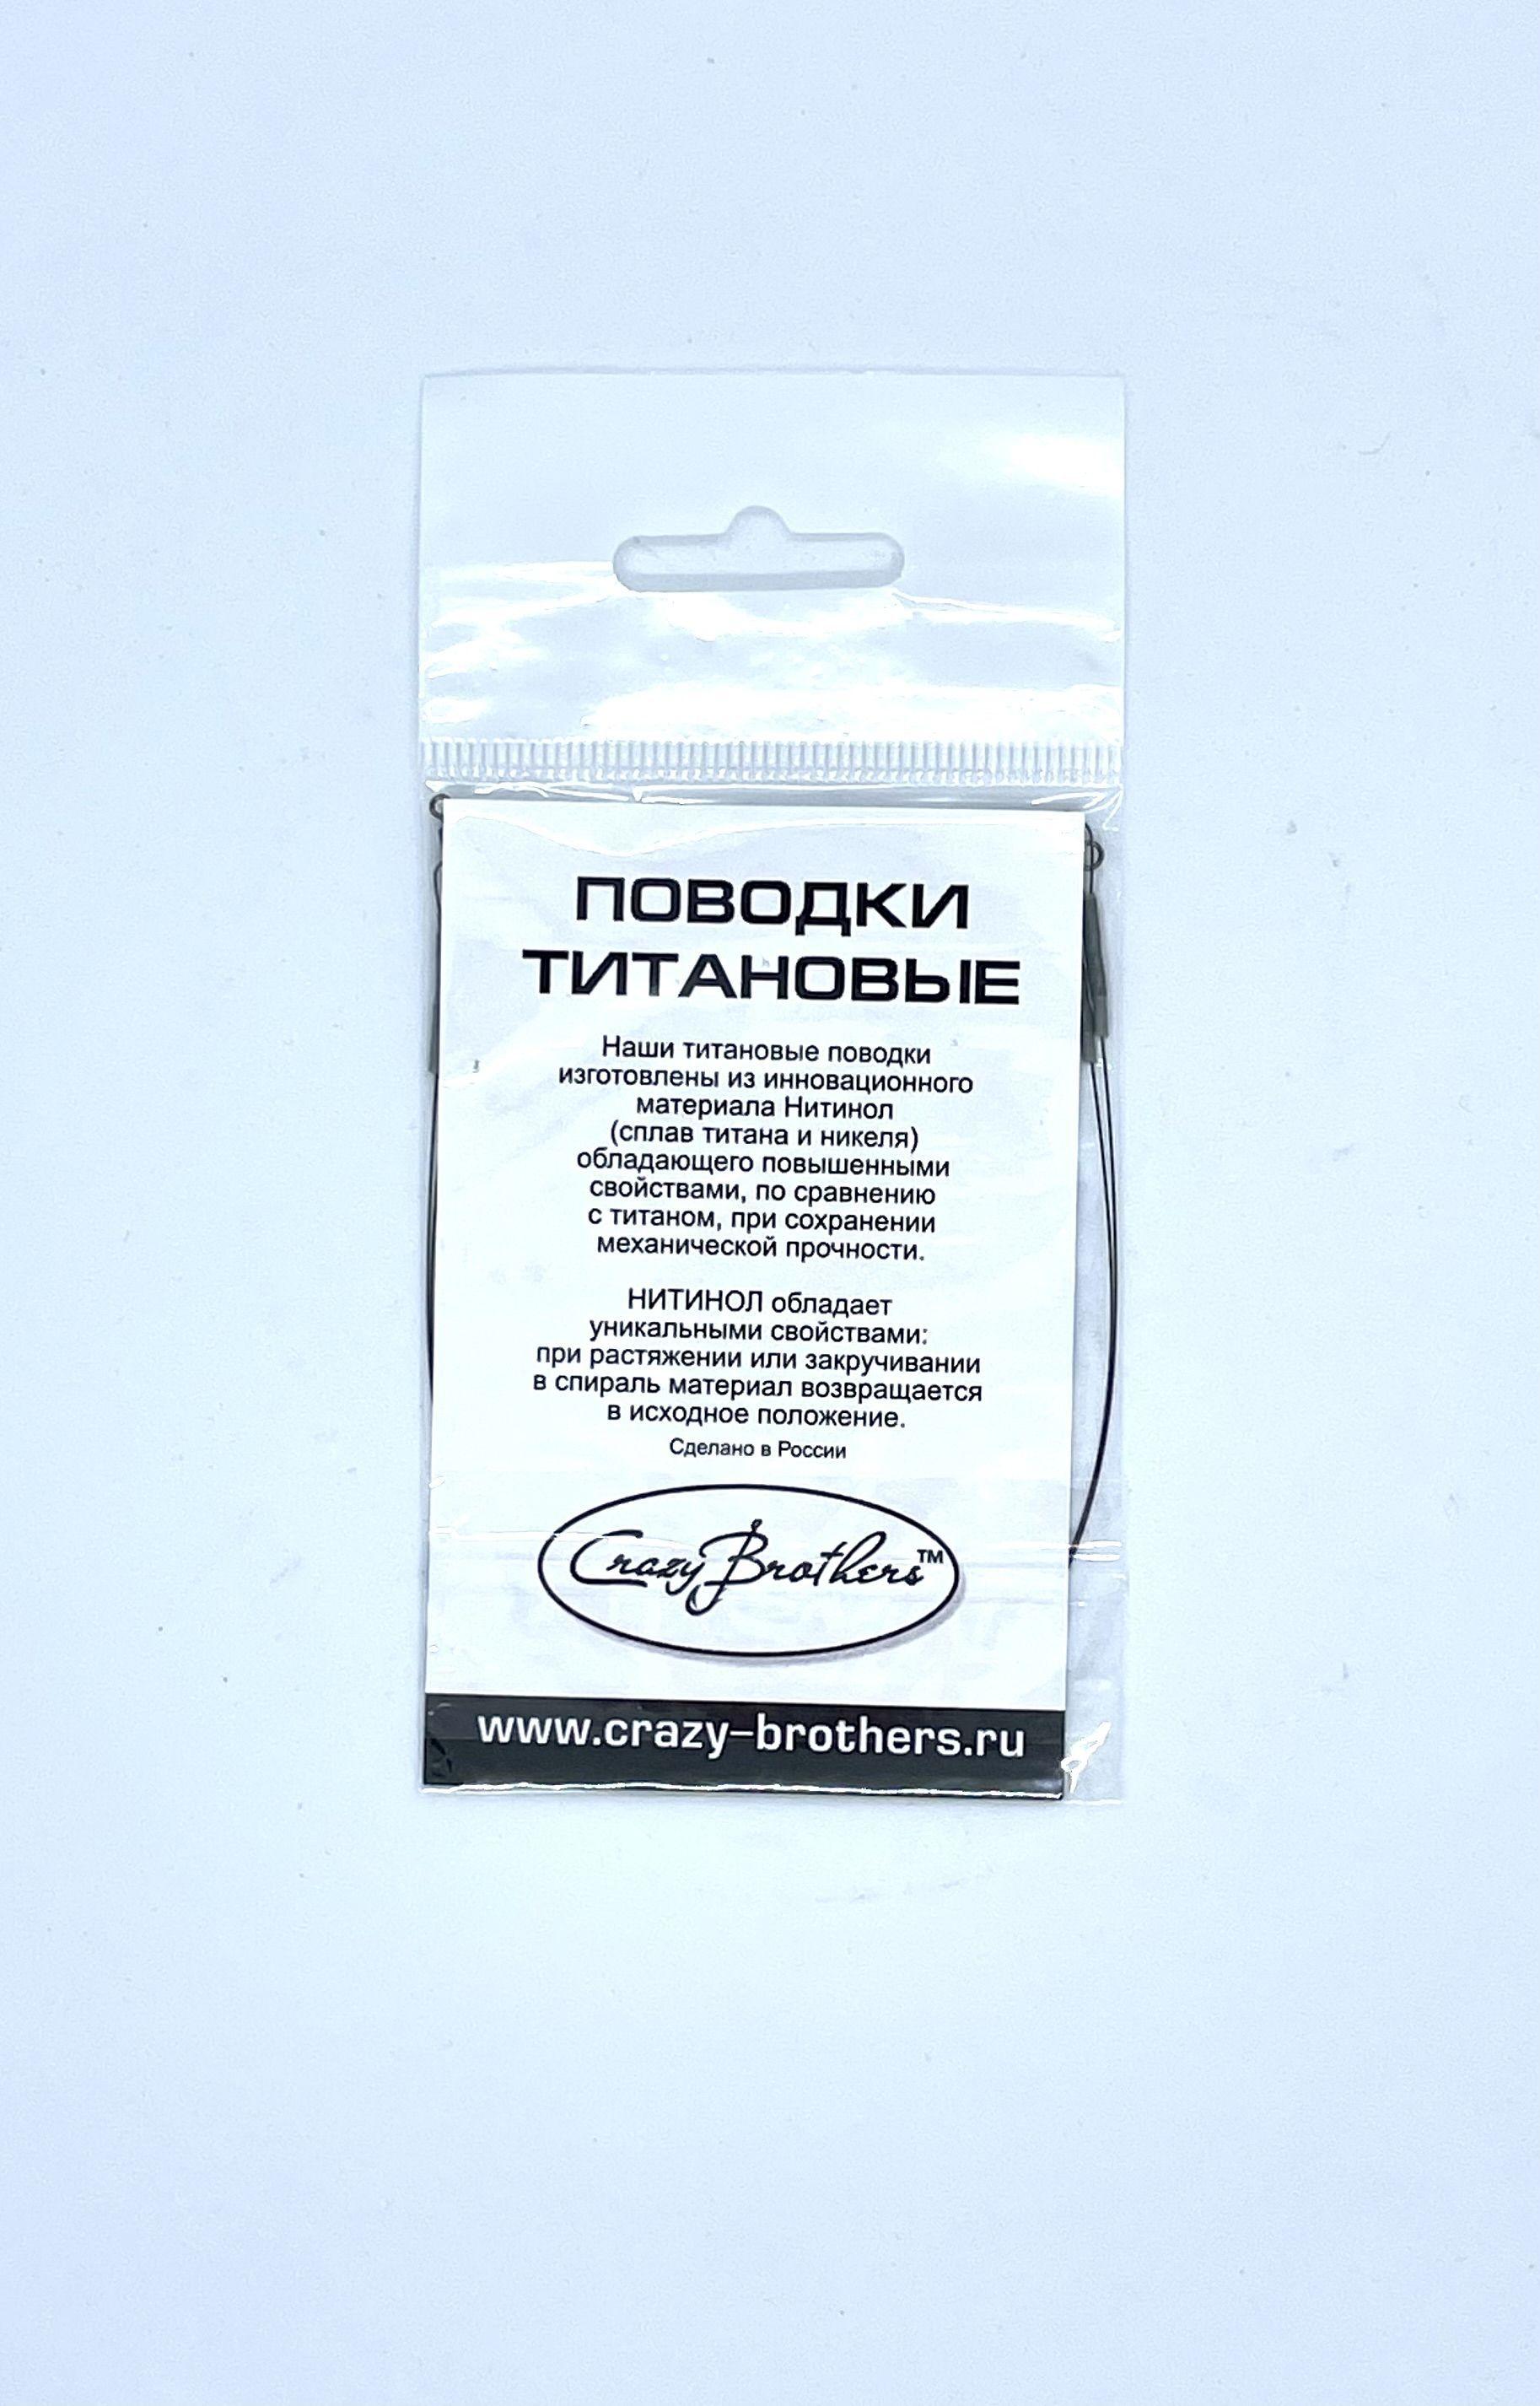 ПОВОДКИ
ТИТАНОВЫЕ
Наши титановые поводки
изготовлены из инновационного
материала Нитинол
(сплав титана и никеля)
обладающего повышенными
свойствами, по сравнению
с титаном, при сохранении
механической прочности.
НИТИНОЛ обладает
уникальными свойствами:
при растяжении или закручивании
в спираль материал возвращается
в исходное положение.
Сделано в России
Crazy Brothers™
www.crazy-brothers.ru